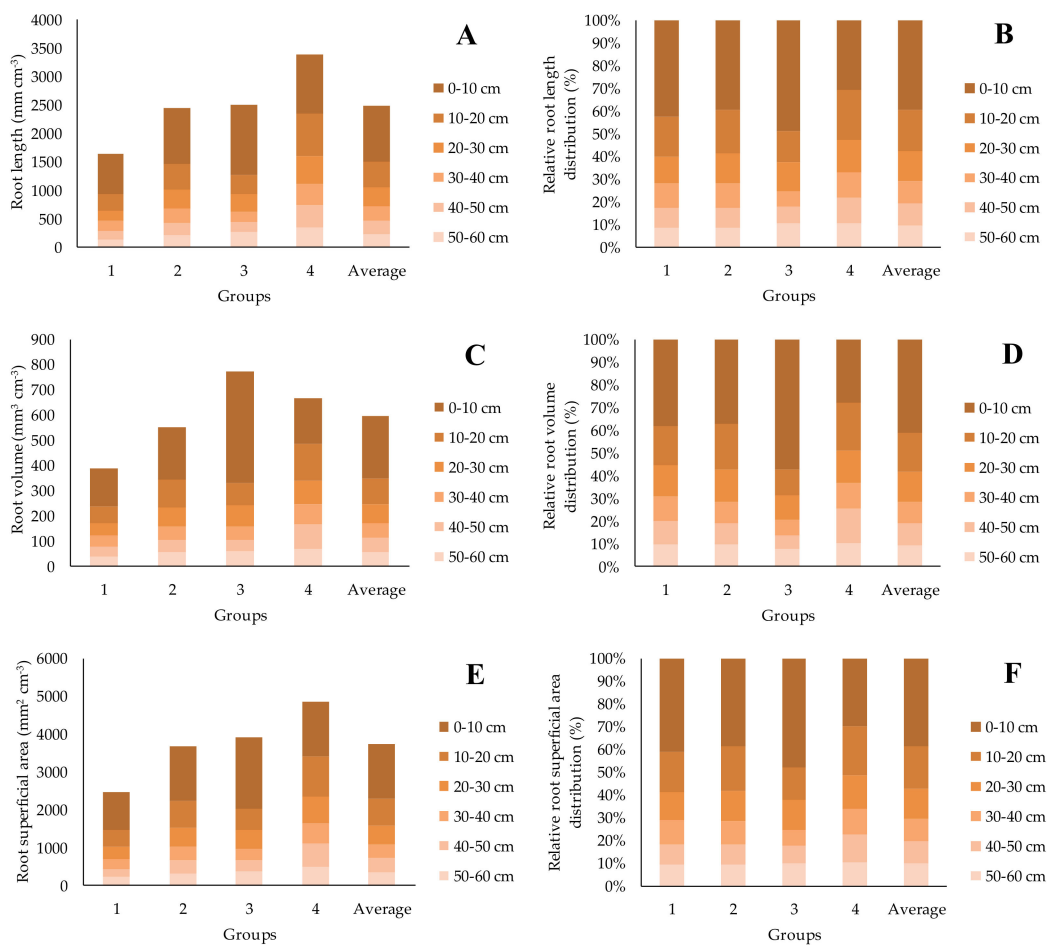 A
Root length (mm cm⁻³)
4000
3500
3000
2500
2000
1500
1000
500
0
1 2 3 4 Average
Groups
0-10 cm
10-20 cm
20-30 cm
30-40 cm
40-50 cm
50-60 cm
B
Relative root length
distribution (%)
100%
90%
80%
70%
60%
50%
40%
30%
20%
10%
0%
1 2 3 4 Average
Groups
0-10 cm
10-20 cm
20-30 cm
30-40 cm
40-50 cm
50-60 cm
C
Root volume (mm³ cm⁻³)
900
800
700
600
500
400
300
200
100
0
1 2 3 4 Average
Groups
0-10 cm
10-20 cm
20-30 cm
30-40 cm
40-50 cm
50-60 cm
D
Relative root volume
distribution (%)
100%
90%
80%
70%
60%
50%
40%
30%
20%
10%
0%
1 2 3 4 Average
Groups
0-10 cm
10-20 cm
20-30 cm
30-40 cm
40-50 cm
50-60 cm
E
Root superficial area (mm² cm⁻³)
6000
5000
4000
3000
2000
1000
0
1 2 3 4 Average
Groups
0-10 cm
10-20 cm
20-30 cm
30-40 cm
40-50 cm
50-60 cm
F
Relative root superficial area
distribution (%)
100%
90%
80%
70%
60%
50%
40%
30%
20%
10%
0%
1 2 3 4 Average
Groups
0-10 cm
10-20 cm
20-30 cm
30-40 cm
40-50 cm
50-60 cm